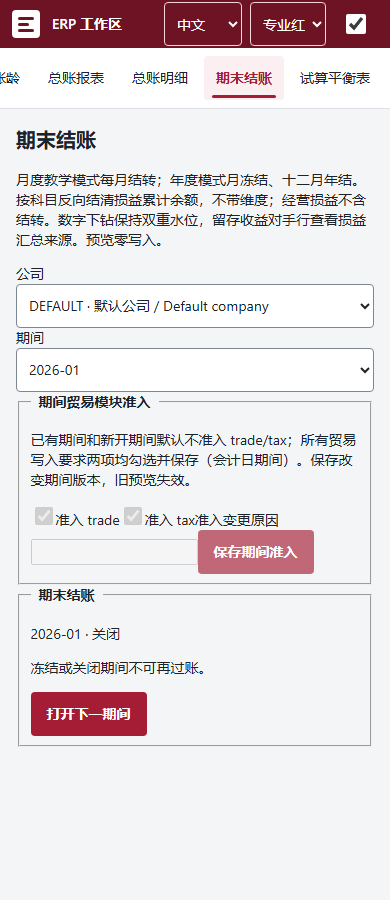 ERP 工作区
中文
专业红
账龄
总账报表
总账明细
期末结账
试算平衡表
期末结账
月度教学模式每月结转；年度模式月冻结、十二月年结。
按科目反向结清损益累计余额，不带维度；经营损益不含
结转。数字下钻保持双重水位，留存收益对手行查看损益
汇总来源。预览零写入。
公司
DEFAULT · 默认公司 / Default company
期间
2026-01
期间贸易模块准入
已有期间和新开期间默认不准入 trade/tax；所有贸易
写入要求两项均勾选并保存（会计日期间）。保存改
变期间版本，旧预览失效。
准入 trade 准入 tax准入变更原因
保存期间准入
期末结账
2026-01 · 关闭
冻结或关闭期间不可再过账。
打开下一期间